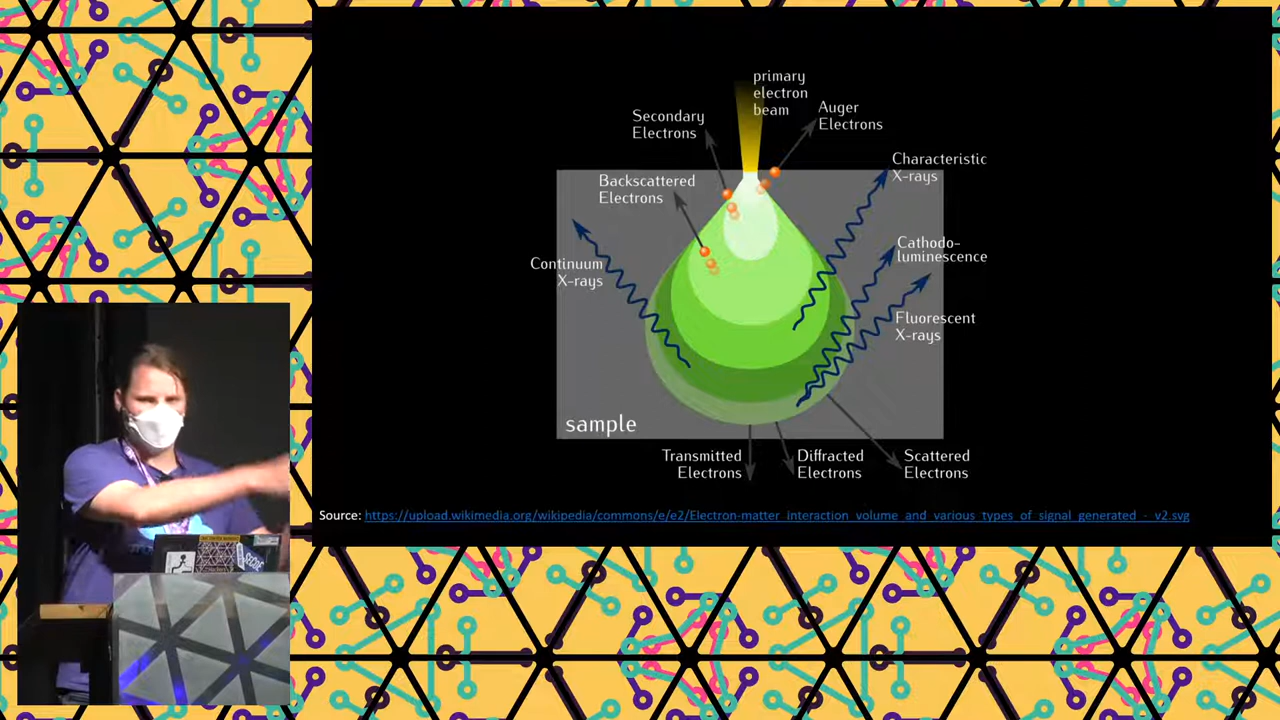 primary
electron
beam
Secondary
Electrons
Auger
Electrons
Characteristic
X-rays
Backscattered
Electrons
Cathodo-
luminescence
Continuum
X-rays
Fluorescent
X-rays
sample
Transmitted
Electrons
Diffracted
Electrons
Scattered
Electrons
Source: https://upload.wikimedia.org/wikipedia/commons/e/e2/Electron-matter_interaction_volume_and_various_types_of_signal_generated_-_v2.svg